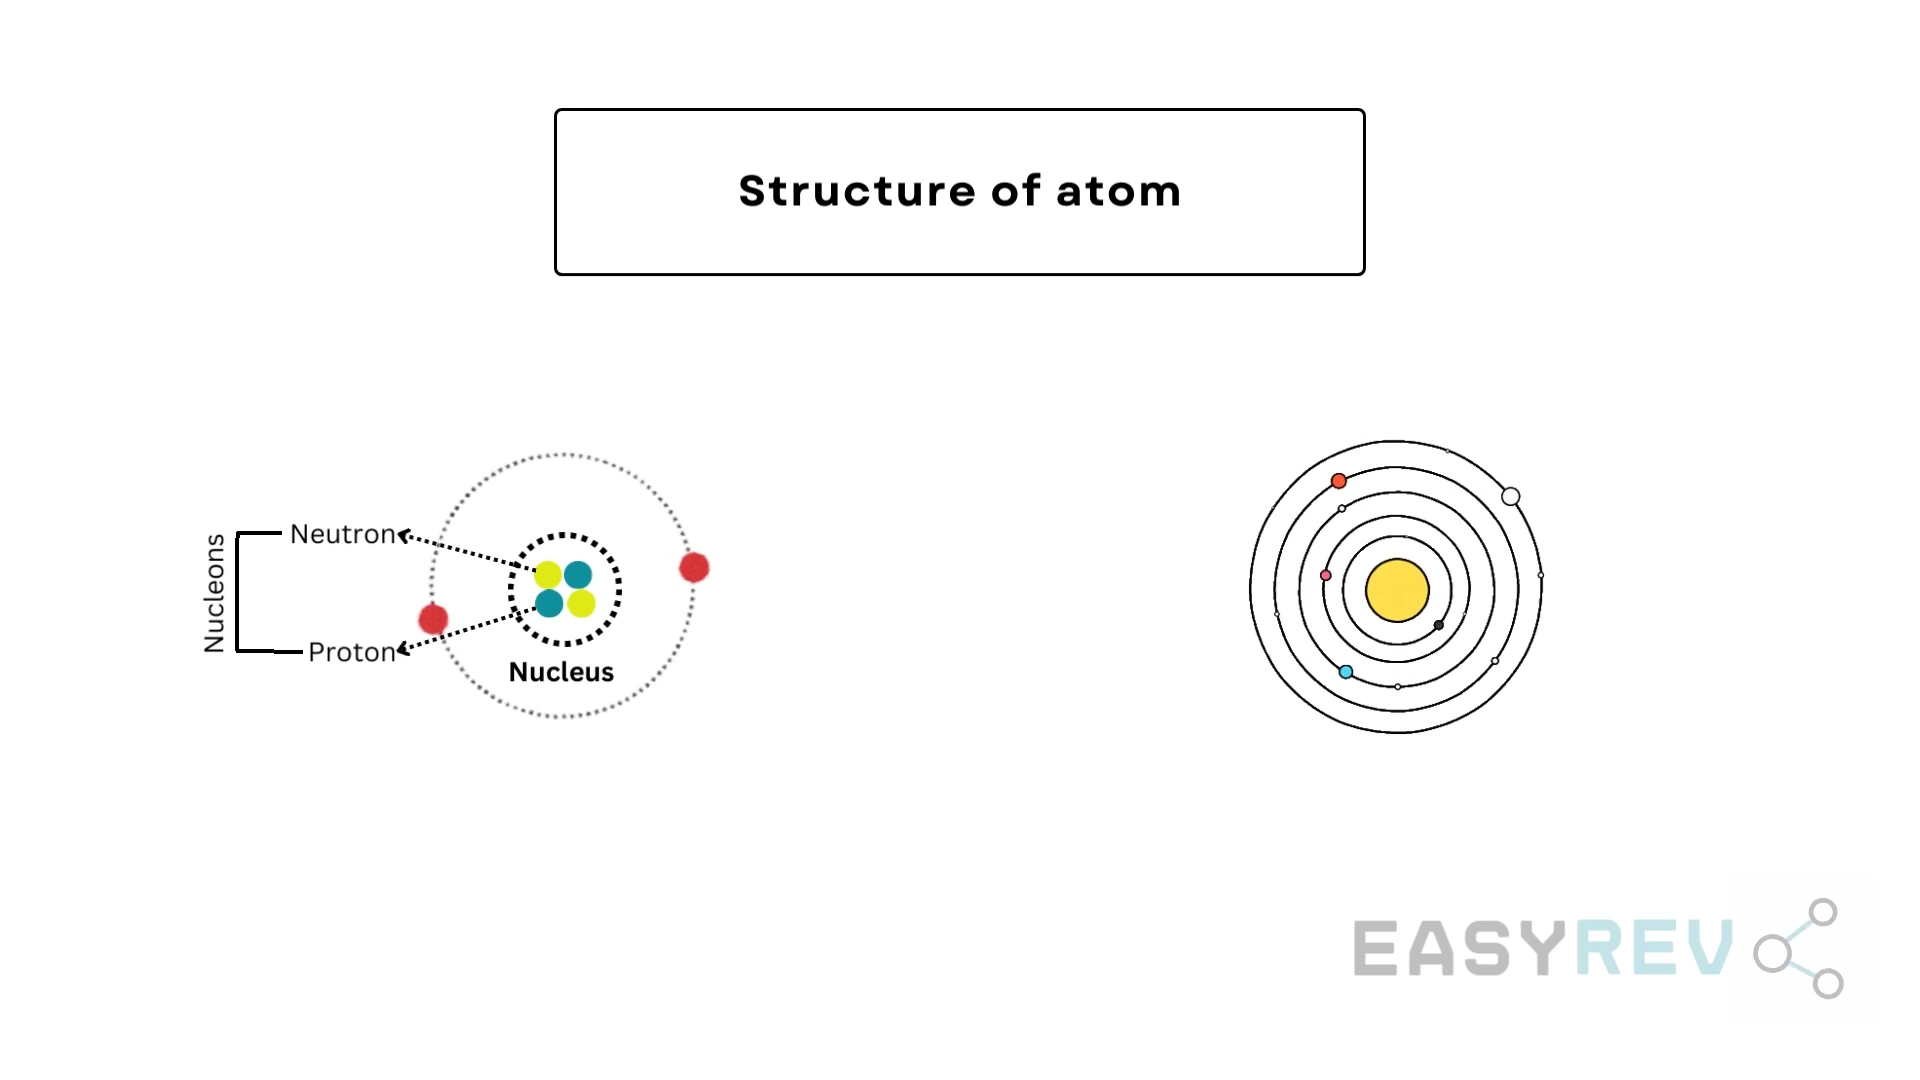 Structure of atom
Nucleons
Neutron
Proton
Nucleus
EASYREV